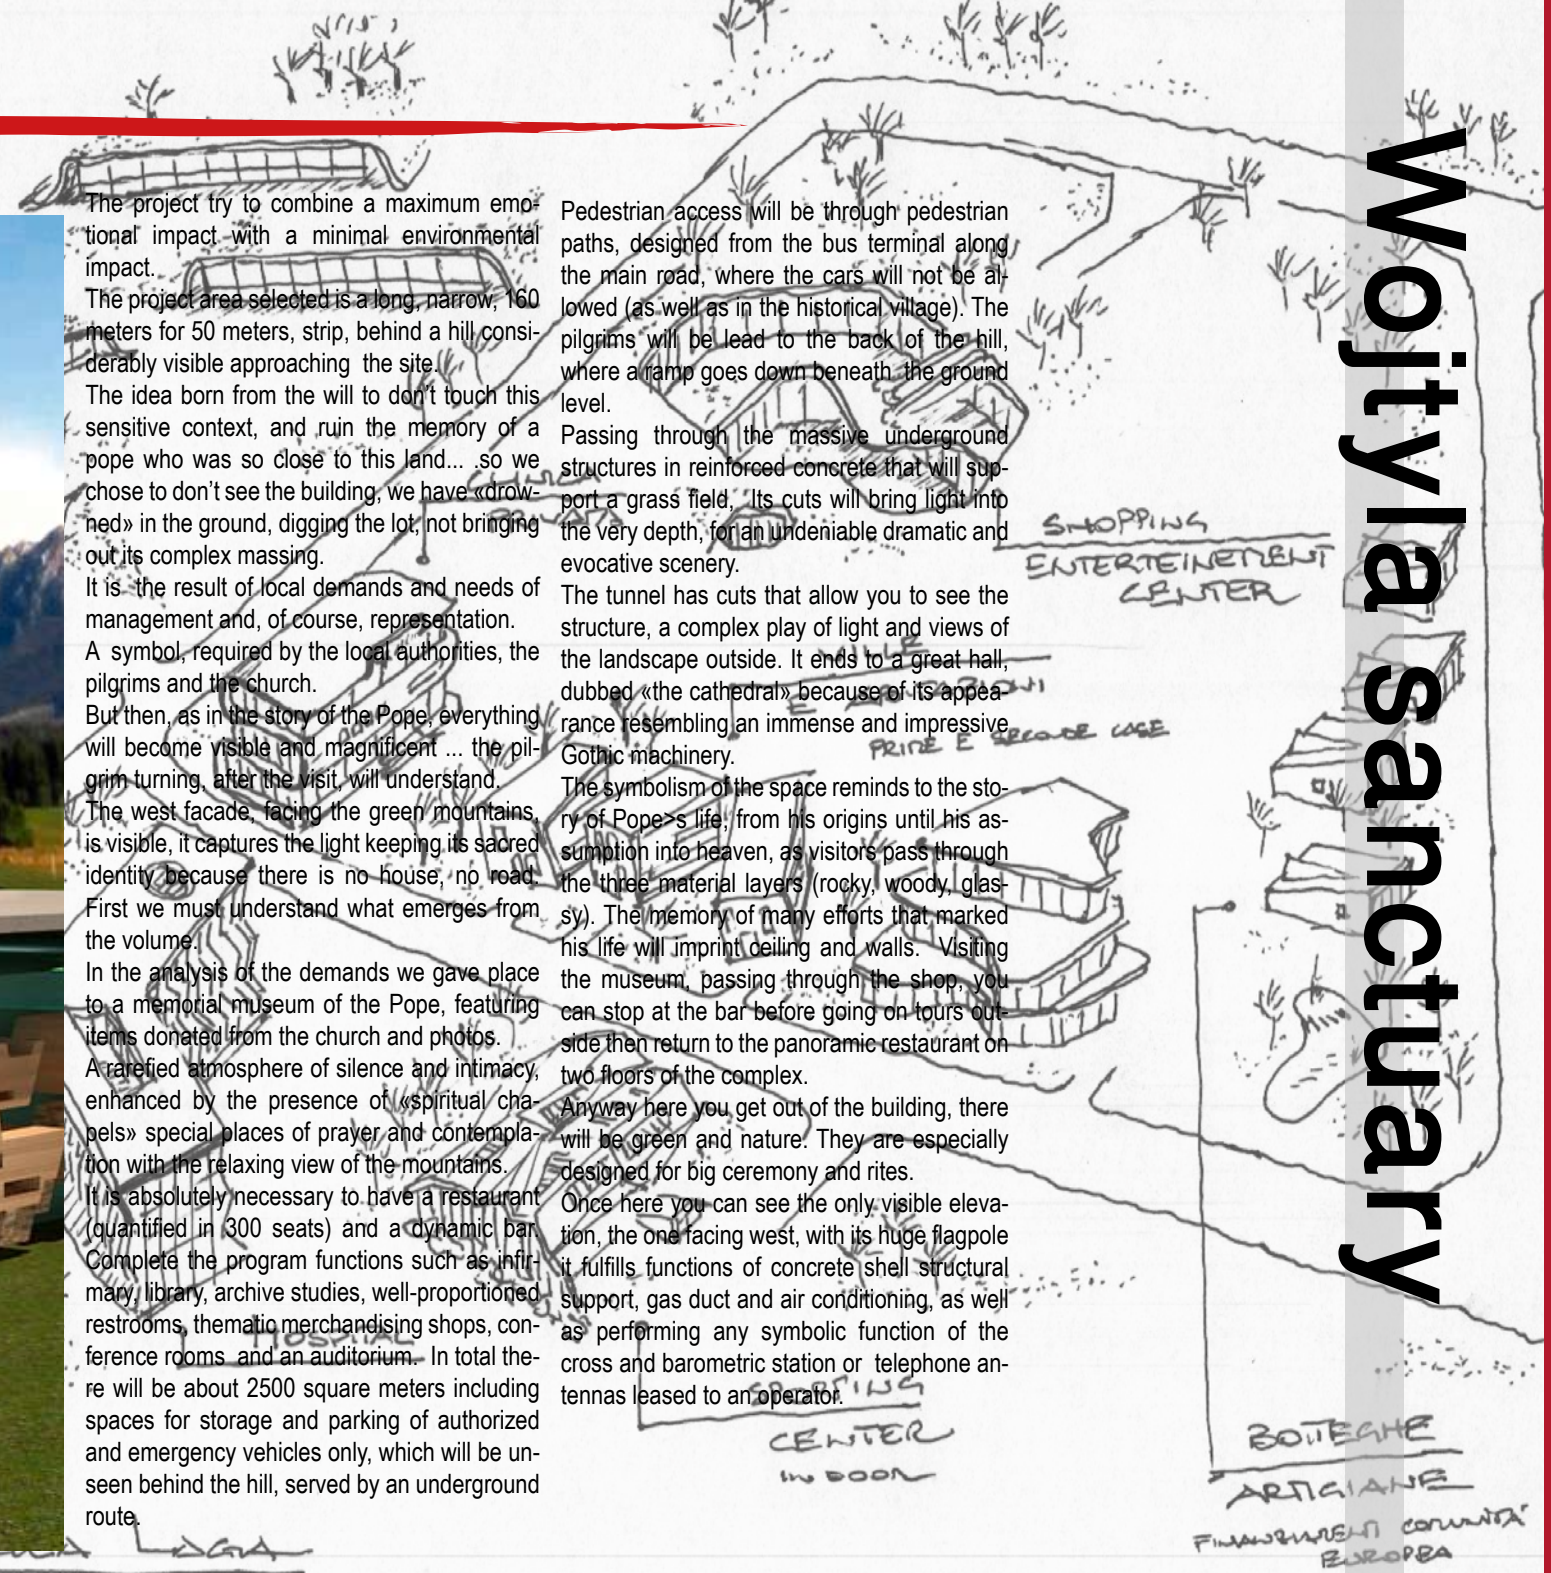 Wojtyla sanctuary
The project try to combine a maximum emo-
tional impact with a minimal environmental
impact.
The project area selected is a long, narrow, 160
meters for 50 meters, strip, behind a hill consi-
derably visible approaching the site.
The idea born from the will to don't touch this
sensitive context, and ruin the memory of a
pope who was so close to this land... .so we
chose to don't see the building, we have «drow-
ned» in the ground, digging the lot, not bringing
out its complex massing.
It is the result of local demands and needs of
management and, of course, representation.
A symbol, required by the local authorities, the
pilgrims and the church.
But then, as in the story of the Pope, everything
will become visible and magnificent ... the pil-
grim turning, after the visit, will understand.
The west facade, facing the green mountains,
is visible, it captures the light keeping its sacred
identity because there is no house, no road.
First we must understand what emerges from
the volume.
In the analysis of the demands we gave place
to a memorial museum of the Pope, featuring
items donated from the church and photos.
A rarefied atmosphere of silence and intimacy,
enhanced by the presence of «spiritual cha-
pels» special places of prayer and contempla-
tion with the relaxing view of the mountains.
It is absolutely necessary to have a restaurant
(quantified in 300 seats) and a dynamic bar.
Complete the program functions such as infir-
mary, library, archive studies, well-proportioned
restrooms, thematic merchandising shops, con-
ference rooms and an auditorium. In total the-
re will be about 2500 square meters including
spaces for storage and parking of authorized
and emergency vehicles only, which will be un-
seen behind the hill, served by an underground
route.
Pedestrian access will be through pedestrian
paths, designed from the bus terminal along
the main road, where the cars will not be al-
lowed (as well as in the historical village). The
pilgrims will be lead to the back of the hill,
where a ramp goes down beneath the ground
level.
Passing through the massive underground
structures in reinforced concrete that will sup-
port a grass field, Its cuts will bring light into
the very depth, for an undeniable dramatic and
evocative scenery.
The tunnel has cuts that allow you to see the
structure, a complex play of light and views of
the landscape outside. It ends to a great hall,
dubbed «the cathedral» because of its appea-
rance resembling an immense and impressive
Gothic machinery.
The symbolism of the space reminds to the sto-
ry of Pope>s life, from his origins until his as-
sumption into heaven, as visitors pass through
the three material layers (rocky, woody, glas-
sy). The memory of many efforts that marked
his life will imprint ceiling and walls. Visiting
the museum, passing through the shop, you
can stop at the bar before going on tours out-
side then return to the panoramic restaurant on
two floors of the complex.
Anyway here you get out of the building, there
will be green and nature. They are especially
designed for big ceremony and rites.
Once here you can see the only visible eleva-
tion, the one facing west, with its huge flagpole
it fulfills functions of concrete shell structural
support, gas duct and air conditioning, as well
as performing any symbolic function of the
cross and barometric station or telephone an-
tennas leased to an operator.
CLINICA
PRIVATA
SHOPPING
ENTERTEINEMENT
CENTER
VILLE
E ABITAZIONI
PRIME E SECONDE CASE
HOSPITAL
SPORTING
CENTER
IN DOOR
BOTTEGHE
ARTIGIANE
FINANZIAMENTI COMUNITÀ
EUROPEA